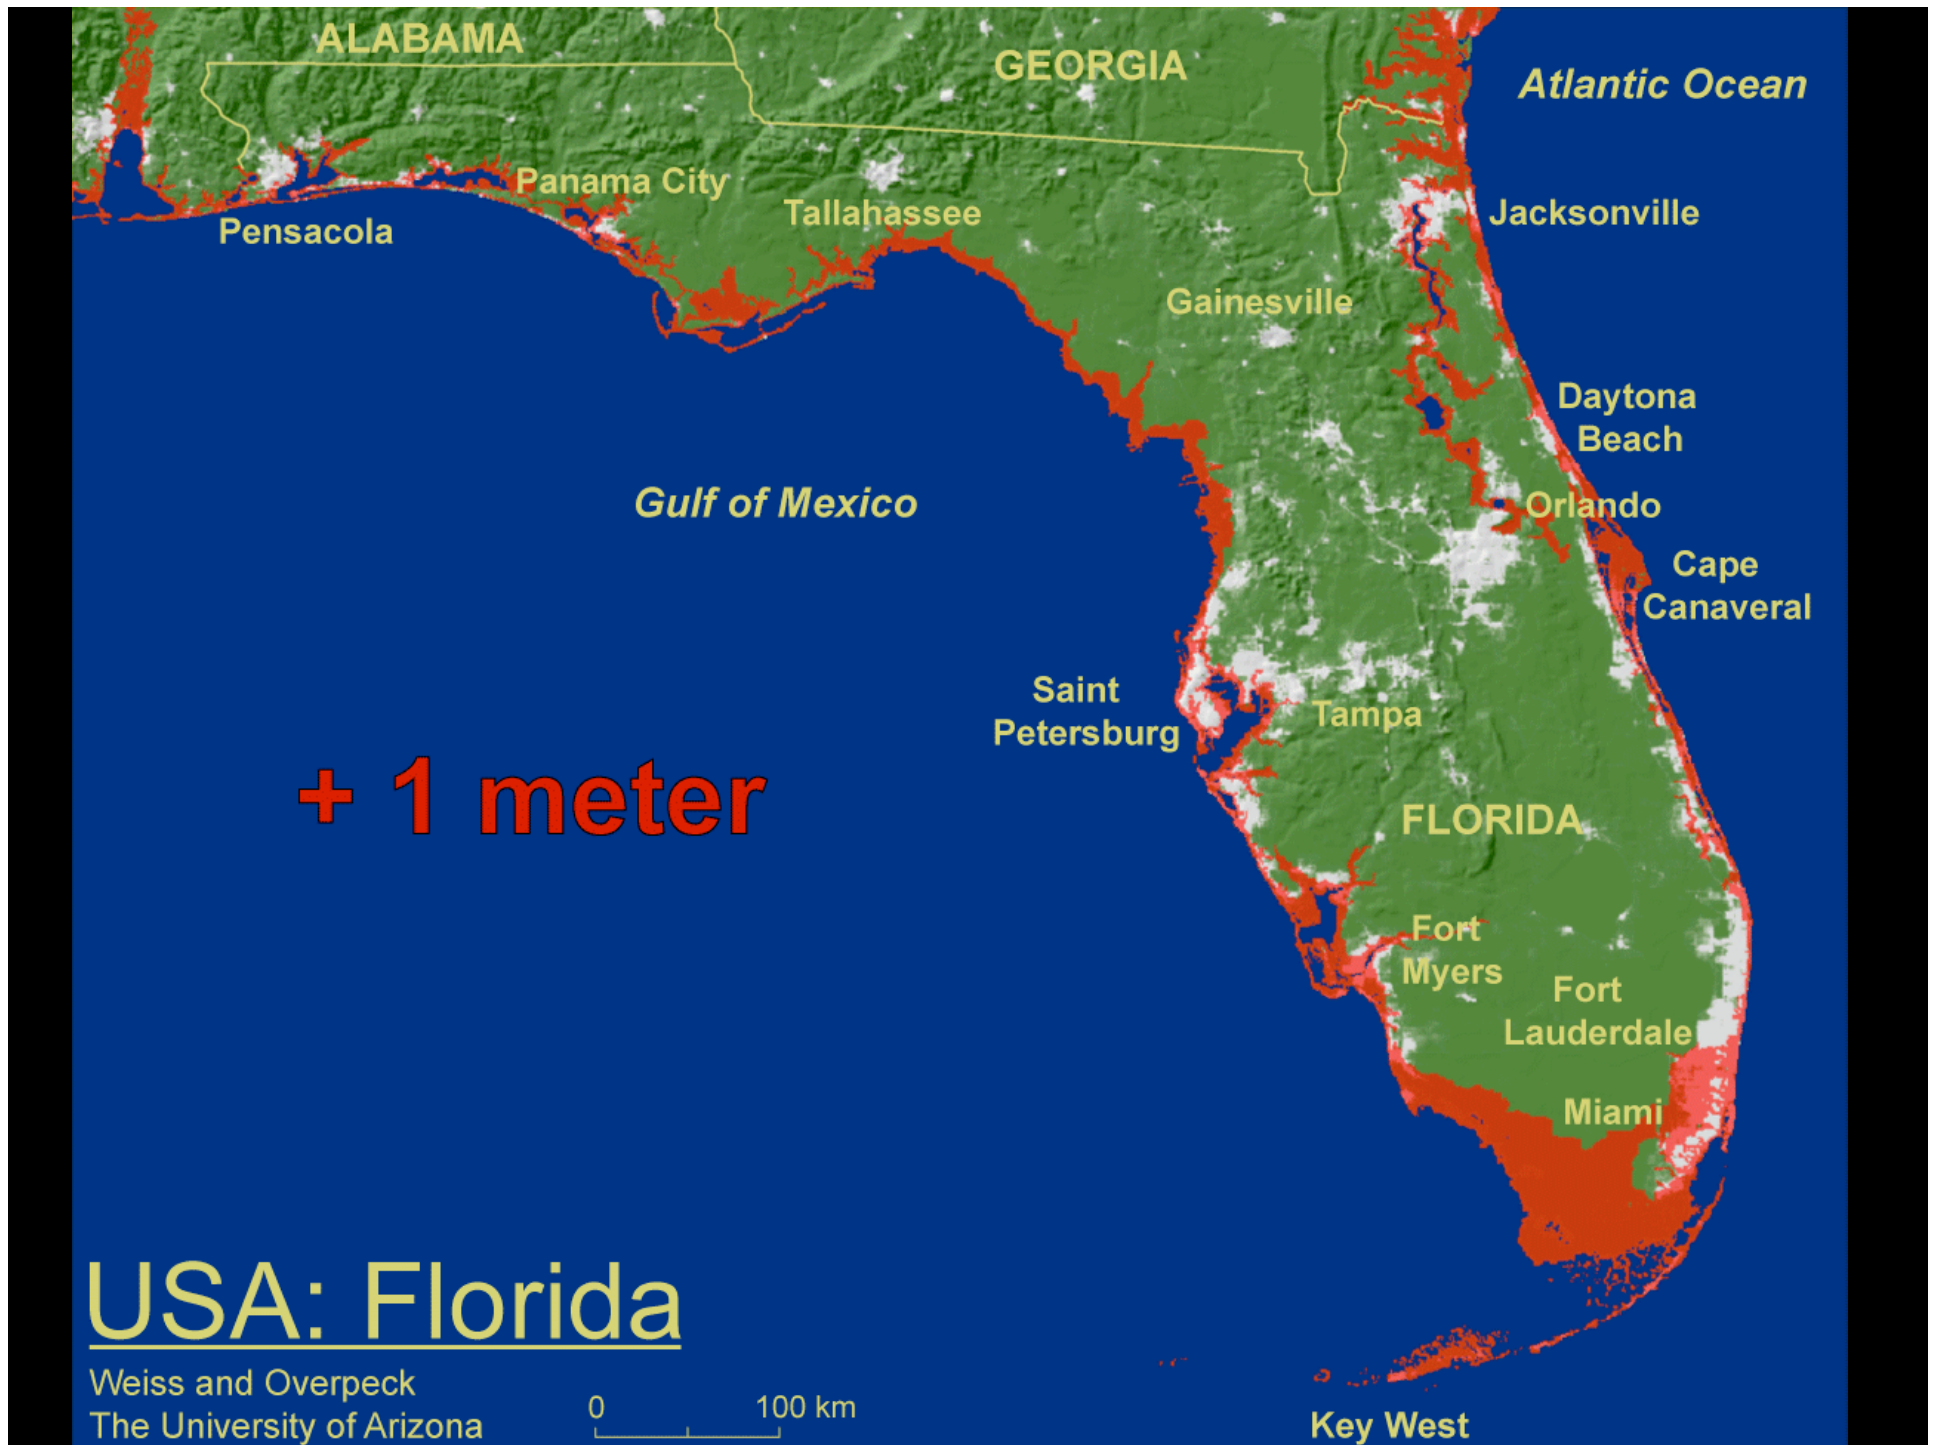 ALABAMA
GEORGIA
Atlantic Ocean
Panama City
Pensacola
Tallahassee
Jacksonville
Gainesville
Daytona
Beach
Gulf of Mexico
Orlando
Cape
Canaveral
Saint
Petersburg
Tampa
+ 1 meter
FLORIDA
Fort
Myers
Fort
Lauderdale
Miami
USA: Florida
Weiss and Overpeck
The University of Arizona
0 100 km
Key West